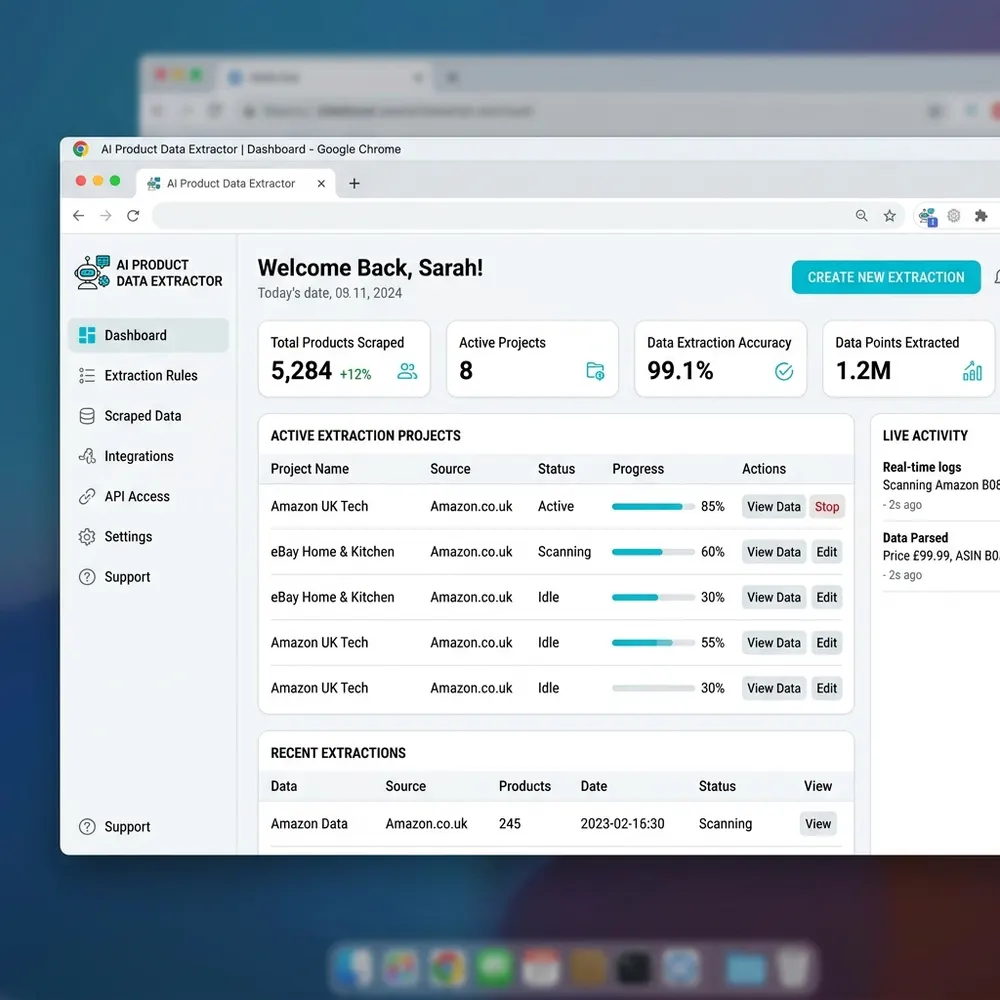 AI Product Data Extractor | Dashboard - Google Chrome
AI Product Data Extractor
AI PRODUCT
DATA EXTRACTOR
Dashboard
Extraction Rules
Scraped Data
Integrations
API Access
Settings
Support
Support
Welcome Back, Sarah!
Today's date, 09.11, 2024
CREATE NEW EXTRACTION
Total Products Scraped
5,284 +12%
Active Projects
8
Data Extraction Accuracy
99.1%
Data Points Extracted
1.2M
ACTIVE EXTRACTION PROJECTS
Project Name Source Status Progress Actions
Amazon UK Tech Amazon.co.uk Active 85% View Data Stop
eBay Home & Kitchen Amazon.co.uk Scanning 60% View Data Edit
eBay Home & Kitchen Amazon.co.uk Idle 30% View Data Edit
Amazon UK Tech Amazon.co.uk Idle 55% View Data Edit
Amazon UK Tech Amazon.co.uk Idle 30% View Data Edit
RECENT EXTRACTIONS
Data Source Products Date Status View
Amazon Data Amazon.co.uk 245 2023-02-16:30 Scanning View
LIVE ACTIVITY
Real-time logs
Scanning Amazon B08
- 2s ago
Data Parsed
Price £99.99, ASIN B0
- 2s ago